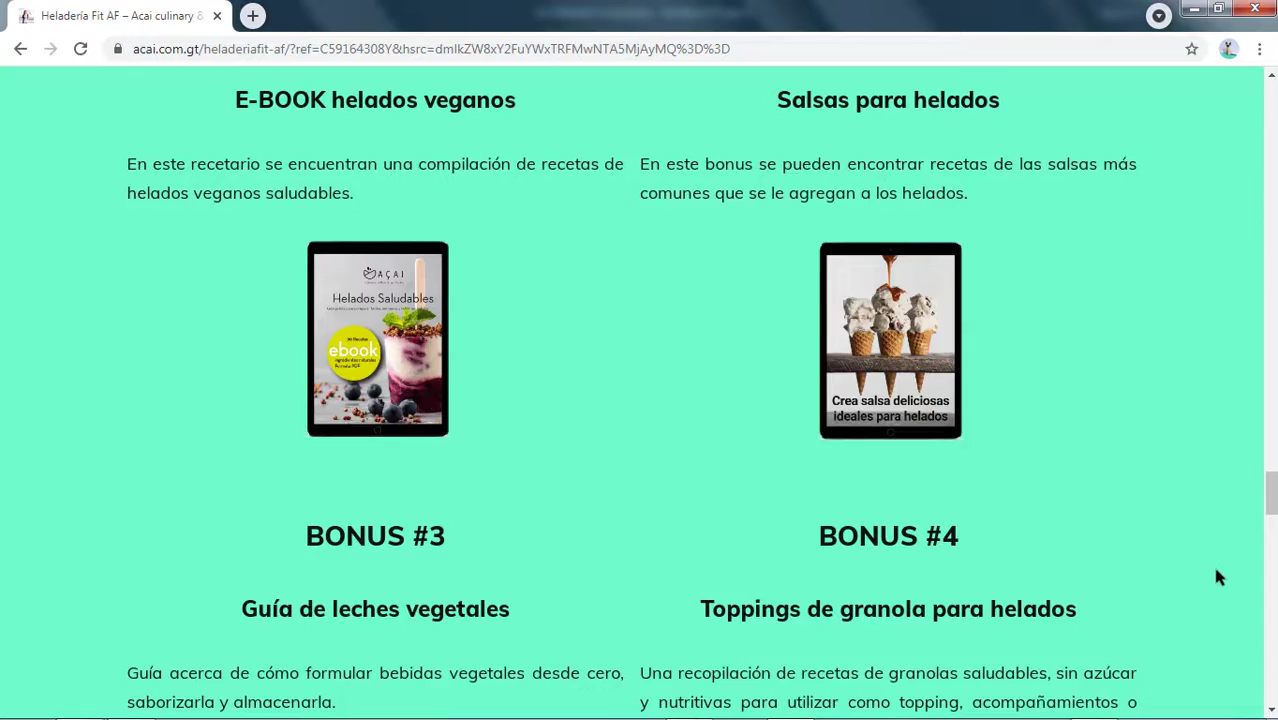 Heladería Fit AF – Acai culinary &
acai.com.gt/heladeriafit-af/?ref=C59164308Y&hsrc=dmlkZW8xY2FuYWxTRFMwNTA5MjAyMQ%3D%3D
E-BOOK helados veganos
En este recetario se encuentran una compilación de recetas de
helados veganos saludables.
AÇAI
Helados Saludables
ebook
Salsas para helados
En este bonus se pueden encontrar recetas de las salsas más
comunes que se le agregan a los helados.
Crea salsa deliciosas
ideales para helados
BONUS #3
Guía de leches vegetales
Guía acerca de cómo formular bebidas vegetales desde cero,
saborizarla y almacenarla.
BONUS #4
Toppings de granola para helados
Una recopilación de recetas de granolas saludables, sin azúcar
y nutritivas para utilizar como topping, acompañamientos o